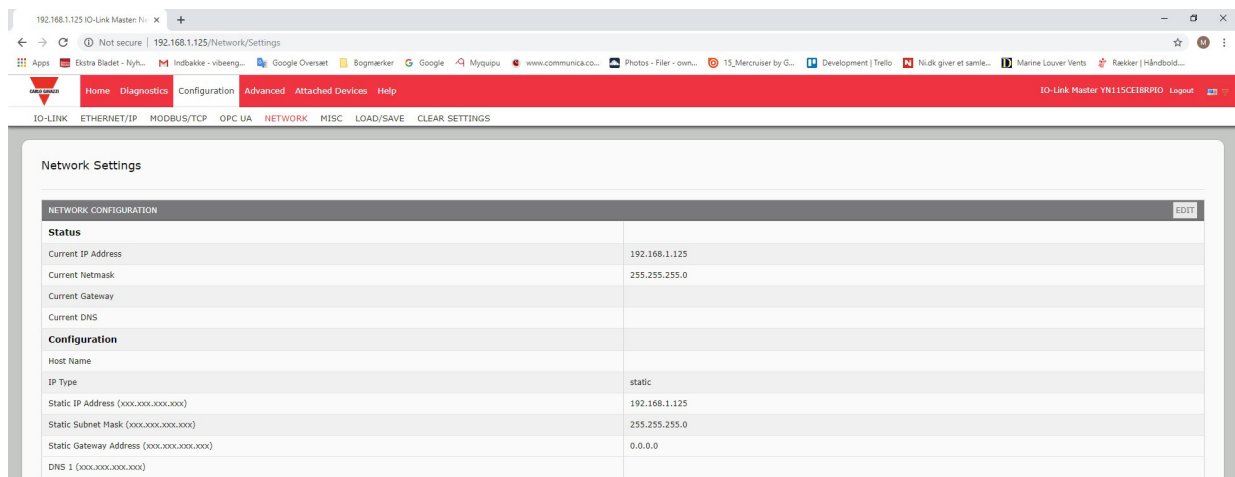 192.168.1.125 IO-Link Master: Ne
Not secure | 192.168.1.125/Network/Settings
M
Apps Ekstra Bladet - Nyh... Indbakke - vibeeng... Google Oversæt Bogmærker Google Myquipu www.communica.co... Photos - Filer - own... 15_Mercruiser by G... Development | Trello Ni.dk giver et samle... Marine Louver Vents Rækker | Håndbold....
CARLO GAVAZZI Home Diagnostics Configuration Advanced Attached Devices Help IO-Link Master YN115CEI8RPIO Logout
IO-LINK ETHERNET/IP MODBUS/TCP OPC UA NETWORK MISC LOAD/SAVE CLEAR SETTINGS
Network Settings
NETWORK CONFIGURATION EDIT
Status
Current IP Address 192.168.1.125
Current Netmask 255.255.255.0
Current Gateway
Current DNS
Configuration
Host Name
IP Type static
Static IP Address (xxx.xxx.xxx.xxx) 192.168.1.125
Static Subnet Mask (xxx.xxx.xxx.xxx) 255.255.255.0
Static Gateway Address (xxx.xxx.xxx.xxx) 0.0.0.0
DNS 1 (xxx.xxx.xxx.xxx)